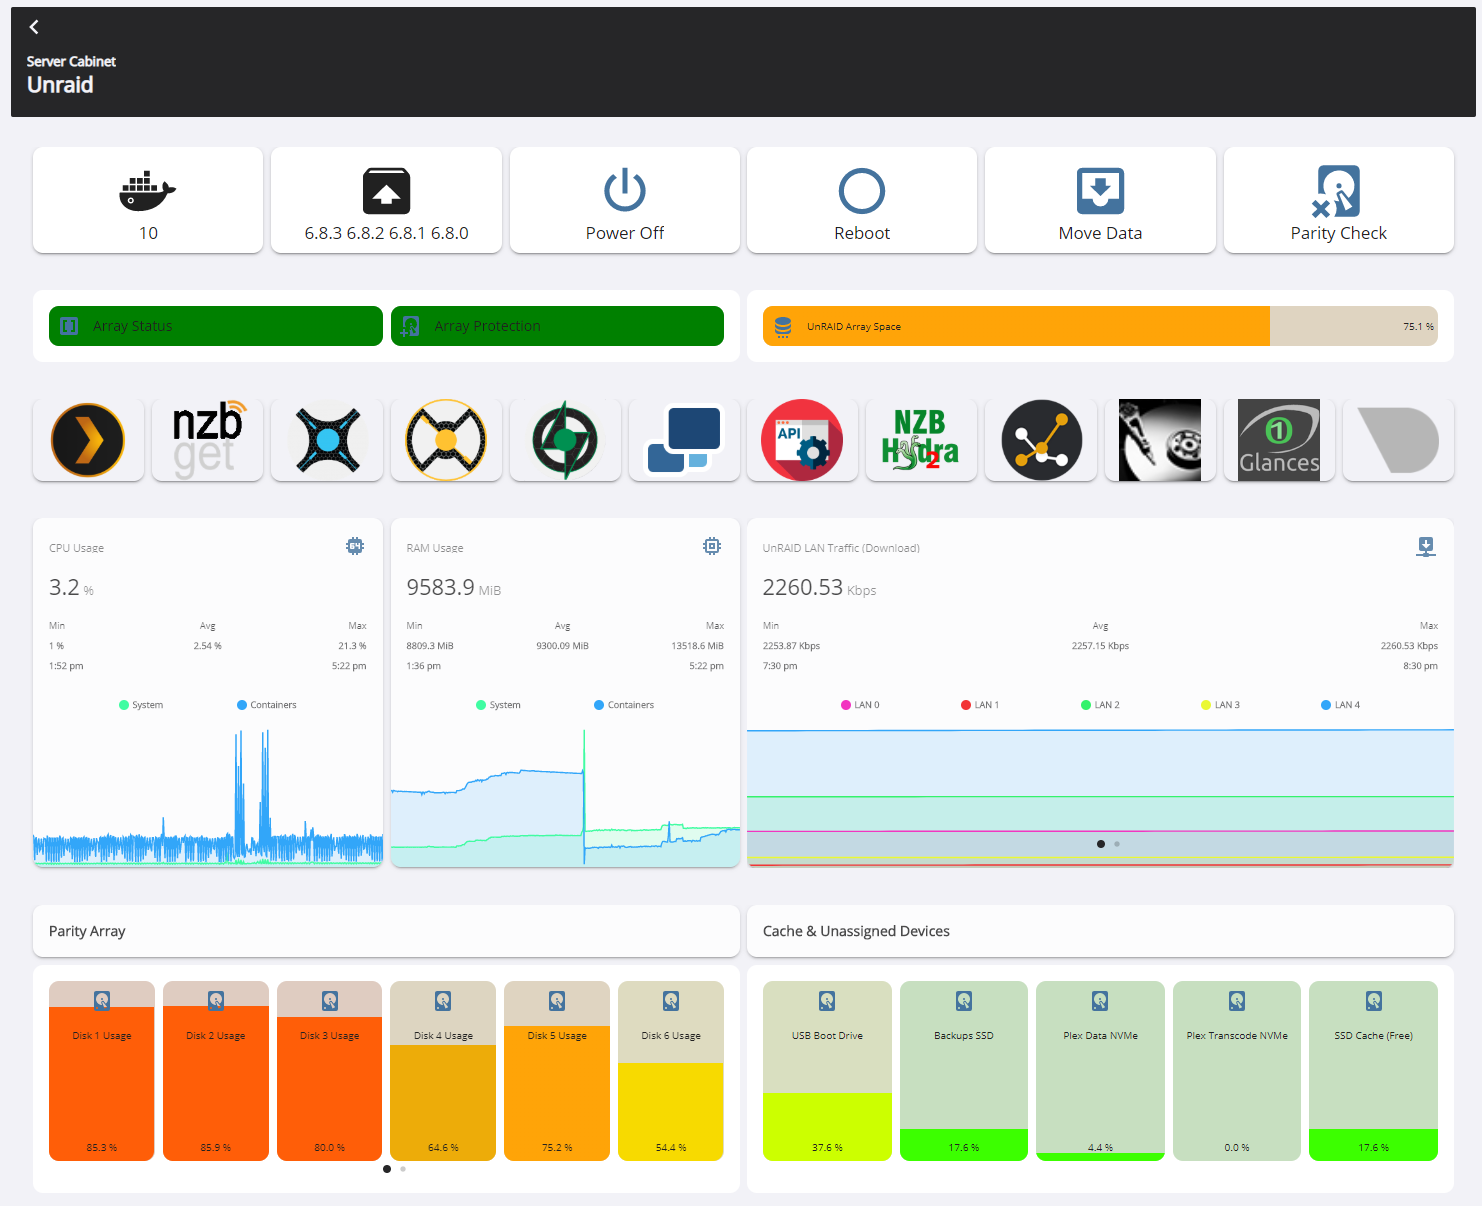 Server Cabinet
Unraid
10
6.8.3 6.8.2 6.8.1 6.8.0
Power Off
Reboot
Move Data
Parity Check
Array Status
Array Protection
UnRAID Array Space
75.1 %
nzb
get
API
NZB
Hydra
2
1
Glances
CPU Usage
64
3.2 %
Min Avg Max
1 % 2.54 % 21.3 %
1:52 pm 5:22 pm
System Containers
RAM Usage
9583.9 MiB
Min Avg Max
8809.3 MiB 9300.09 MiB 13518.6 MiB
1:36 pm 5:22 pm
System Containers
UnRAID LAN Traffic (Download)
2260.53 Kbps
Min Avg Max
2253.87 Kbps 2257.15 Kbps 2260.53 Kbps
7:30 pm 8:30 pm
LAN 0 LAN 1 LAN 2 LAN 3 LAN 4
Parity Array
Disk 1 Usage Disk 2 Usage Disk 3 Usage Disk 4 Usage Disk 5 Usage Disk 6 Usage
85.3 % 85.9 % 80.0 % 64.6 % 75.2 % 54.4 %
Cache & Unassigned Devices
USB Boot Drive Backups SSD Plex Data NVMe Plex Transcode NVMe SSD Cache (Free)
37.6 % 17.6 % 4.4 % 0.0 % 17.6 %